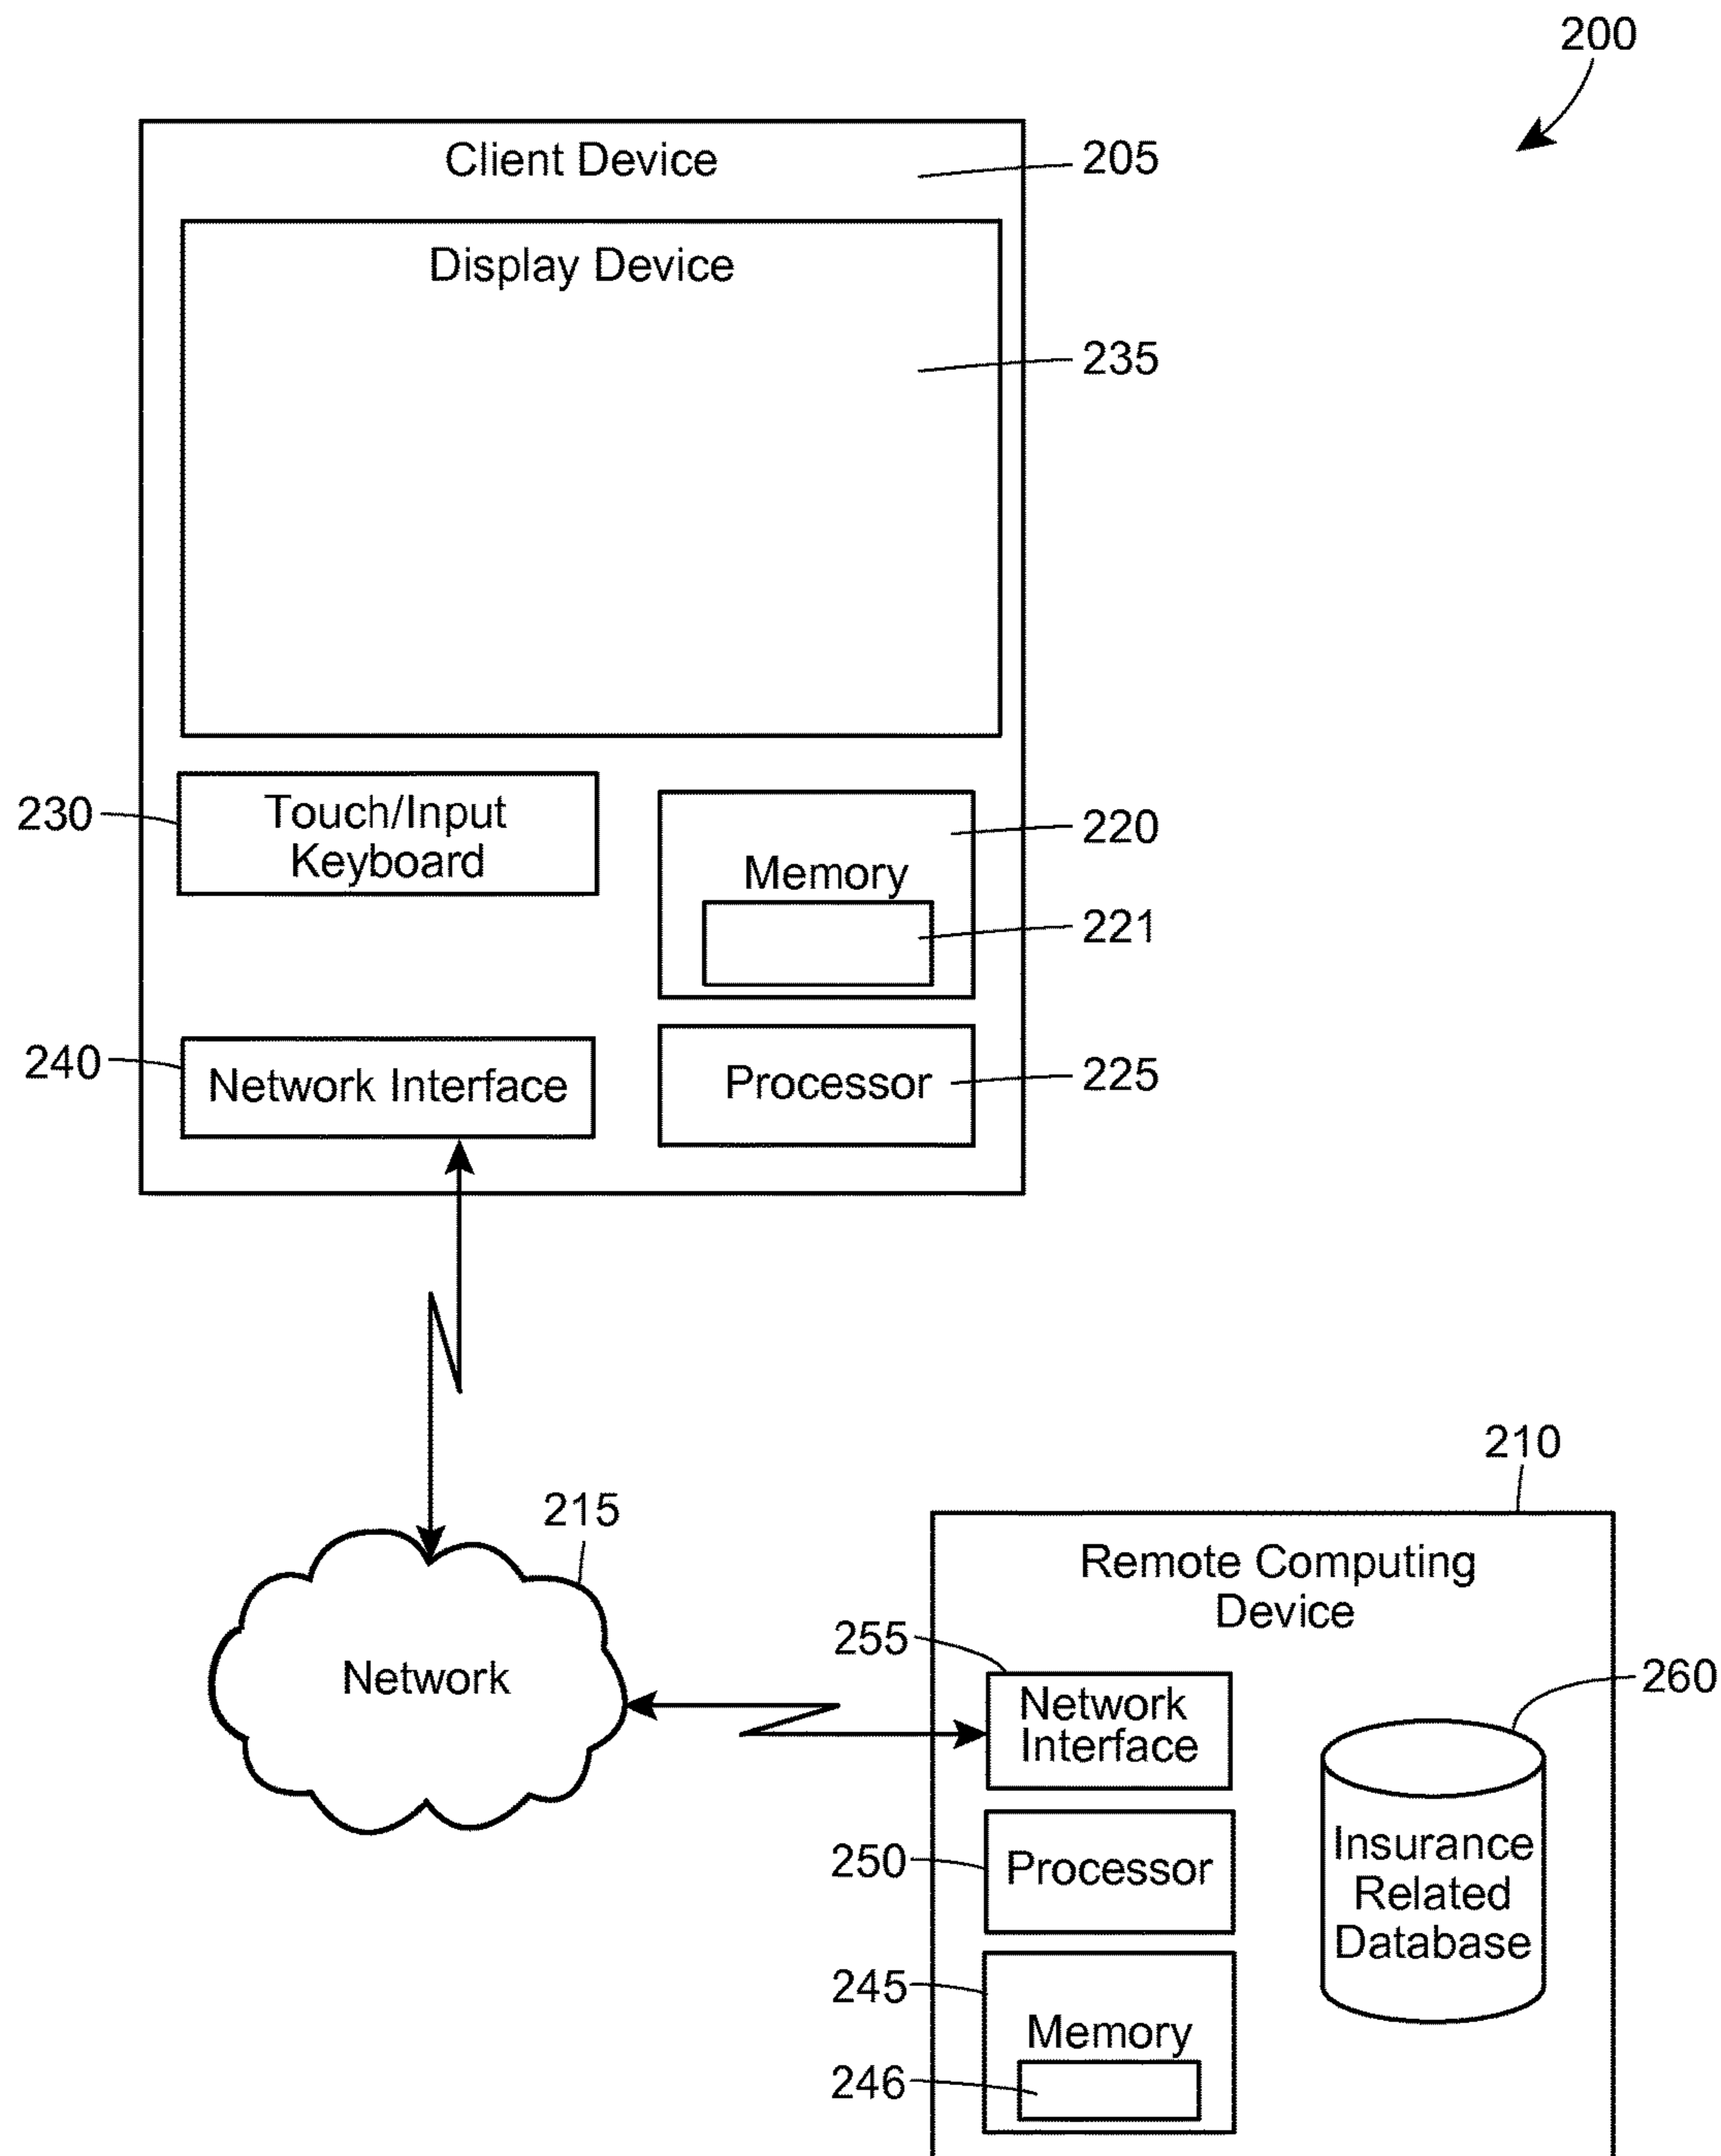 200
Client Device
205
Display Device
235
230
Touch/Input
Keyboard
220
Memory
221
240
Network Interface
Processor
225
210
215
Remote Computing
Device
255
Network
Network
Interface
260
250
Processor
Insurance
Related
Database
245
Memory
246